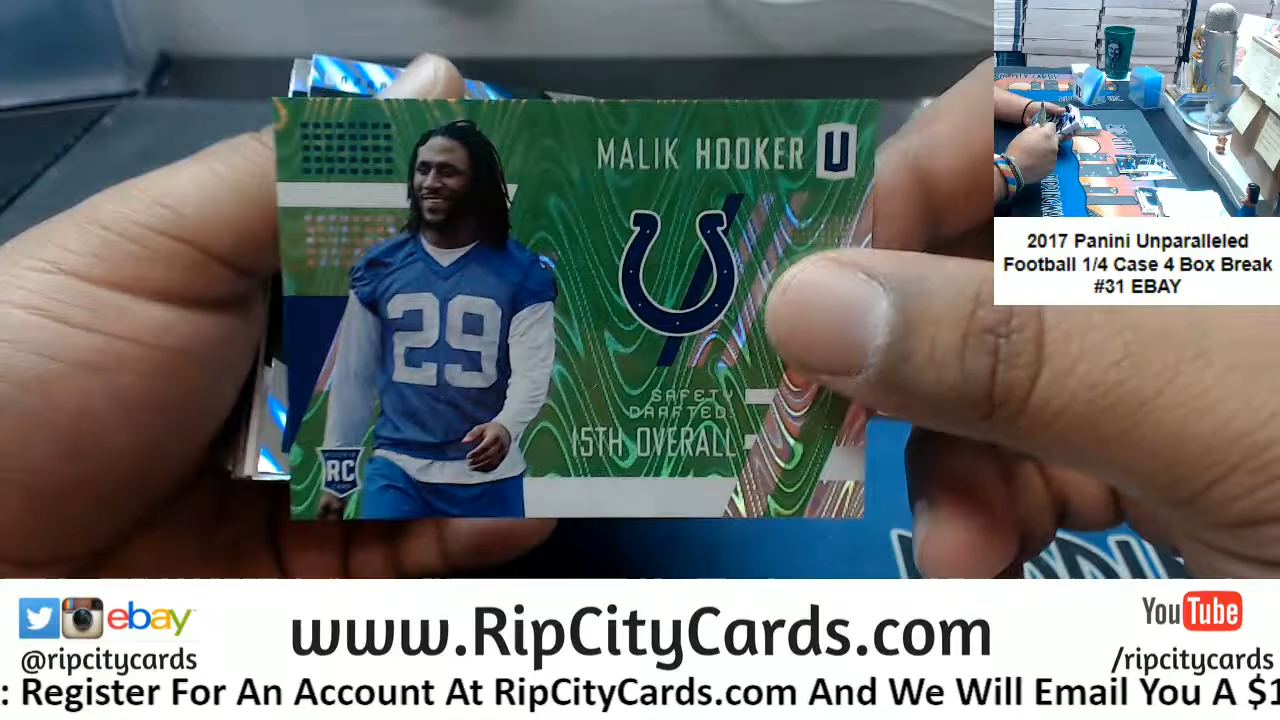 MALIK HOOKER U
29
SAFETY
DRAFTED:
15TH OVERALL
RC
2017 Panini Unparalleled
Football 1/4 Case 4 Box Break
#31 EBAY
ebay
@ripcitycards
www.RipCityCards.com
YouTube
/ripcitycards
: Register For An Account At RipCityCards.com And We Will Email You A $1